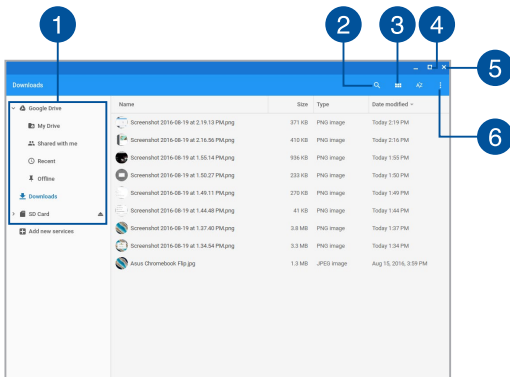 1
2
3
4
5
6
Downloads
Google Drive
My Drive
Shared with me
Recent
Offline
Downloads
SD Card
Add new services
Name Size Type Date modified
Screenshot 2016-08-19 at 2.19.13 PM.png 371 KB PNG image Today 2:19 PM
Screenshot 2016-08-19 at 2.16.56 PM.png 410 KB PNG image Today 2:16 PM
Screenshot 2016-08-19 at 1.55.14 PM.png 936 KB PNG image Today 1:55 PM
Screenshot 2016-08-19 at 1.50.27 PM.png 233 KB PNG image Today 1:50 PM
Screenshot 2016-08-19 at 1.49.11 PM.png 270 KB PNG image Today 1:49 PM
Screenshot 2016-08-19 at 1.44.48 PM.png 41 KB PNG image Today 1:44 PM
Screenshot 2016-08-19 at 1.37.40 PM.png 3.8 MB PNG image Today 1:37 PM
Screenshot 2016-08-19 at 1.34.54 PM.png 3.3 MB PNG image Today 1:34 PM
Asus Chromebook Flip.jpg 1.3 MB JPEG image Aug 15, 2016, 3:59 PM